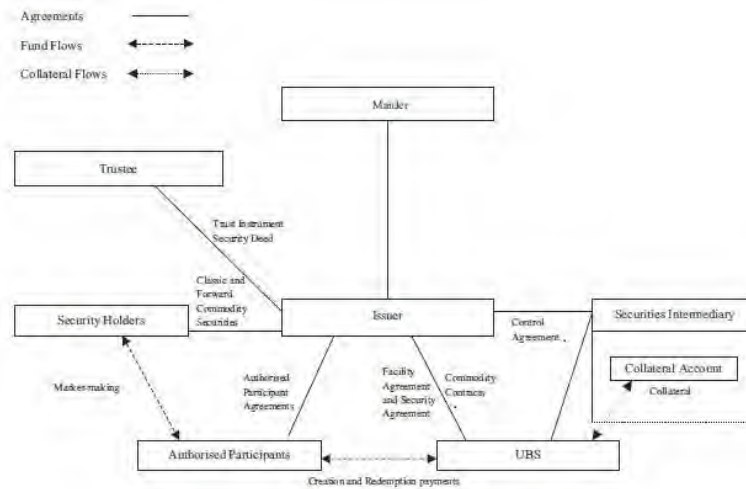 Agreements
Fund Flows
Collateral Flows
ManJer
Trustee
Trust Instrument
Security Deed
Classic and
Forward
Commodity
Securities
Security Holders
Issuer
Control
Agreement
Securities Intermediary
Collateral Account
Collateral
Market-making
Authorised
Participant
Agreements
Facility
Agreement
and Security
Agreement
Commodity
Contracts
Authorised Participants
UBS
Creation and Redemption payments